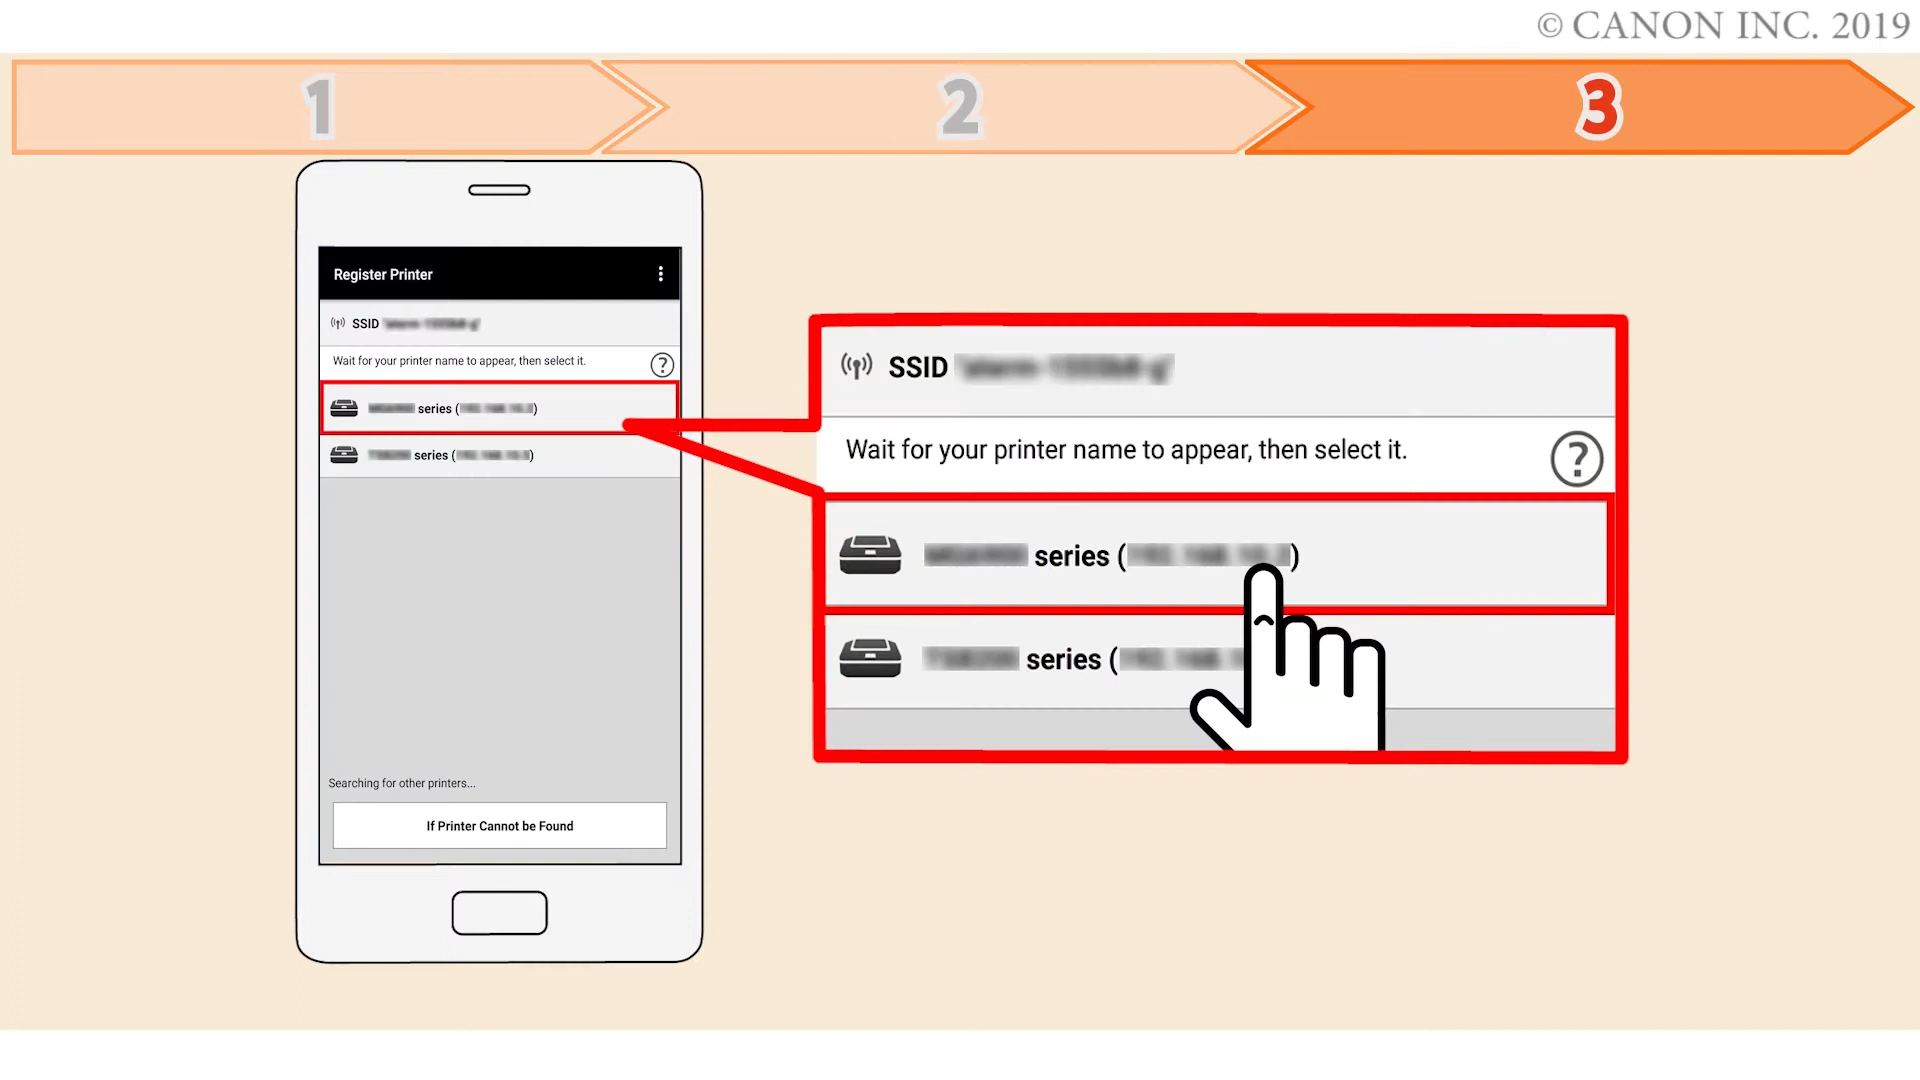 © CANON INC. 2019
1 2 3
Register Printer
SSID
Wait for your printer name to appear, then select it. ?
series ( )
series ( )
Searching for other printers...
If Printer Cannot be Found
SSID
Wait for your printer name to appear, then select it. ?
series ( )
series (